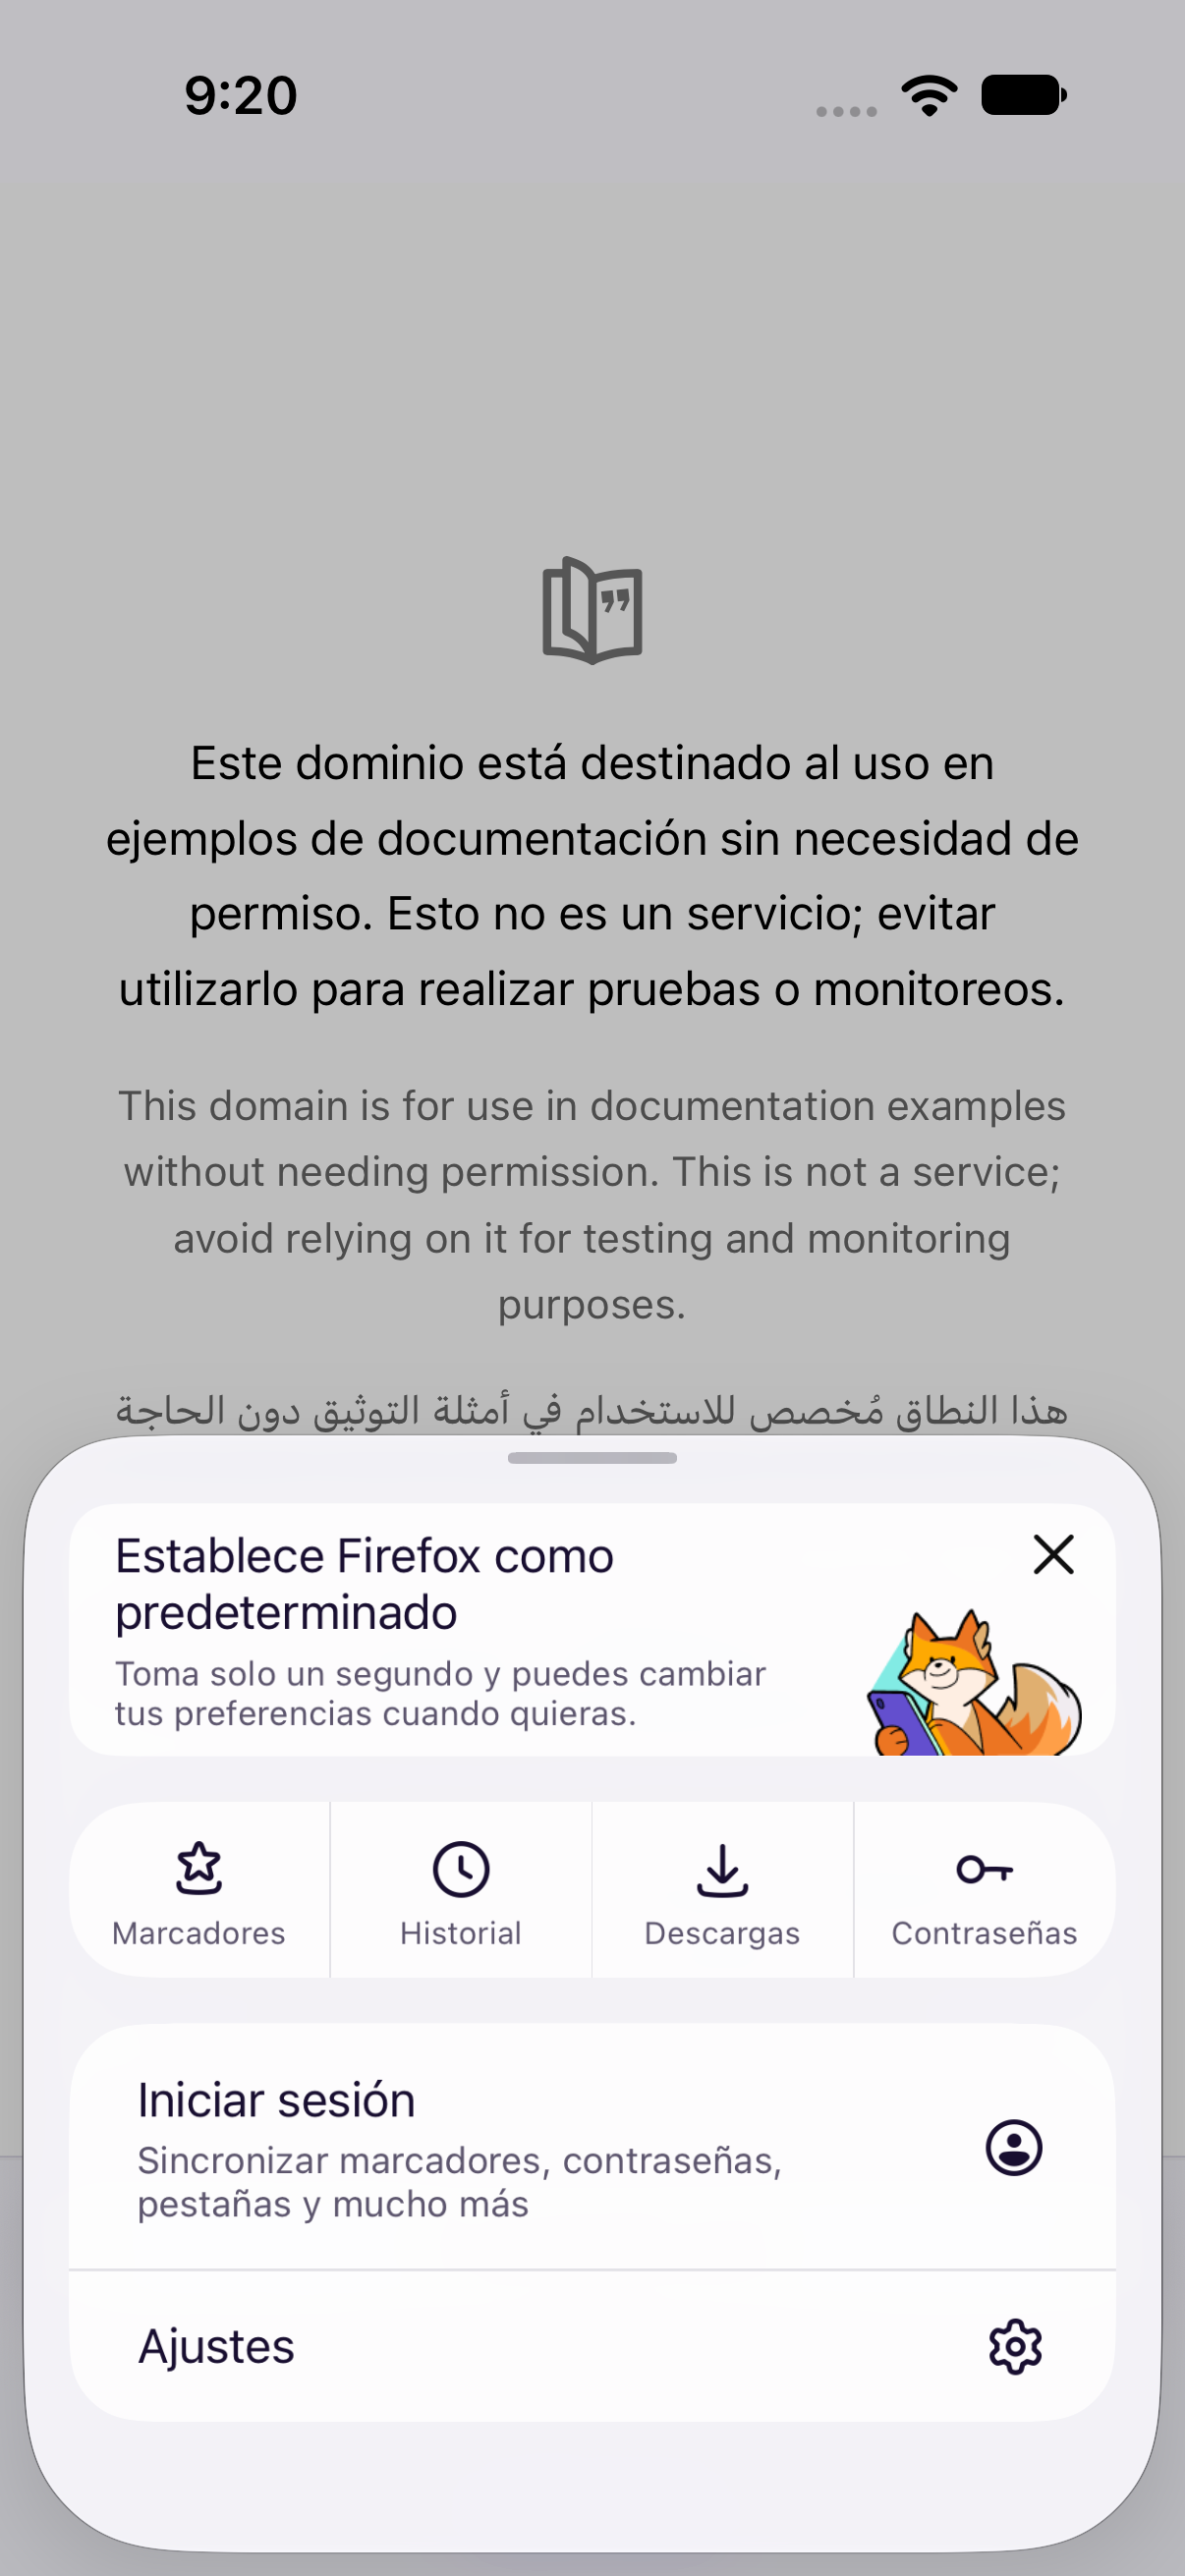 9:20
Este dominio está destinado al uso en
ejemplos de documentación sin necesidad de
permiso. Esto no es un servicio; evitar
utilizarlo para realizar pruebas o monitoreos.
This domain is for use in documentation examples
without needing permission. This is not a service;
avoid relying on it for testing and monitoring
purposes.
هذا النطاق مُخصص للاستخدام في أمثلة التوثيق دون الحاجة
Establece Firefox como
predeterminado
Toma solo un segundo y puedes cambiar
tus preferencias cuando quieras.
Marcadores
Historial
Descargas
Contraseñas
Iniciar sesión
Sincronizar marcadores, contraseñas,
pestañas y mucho más
Ajustes